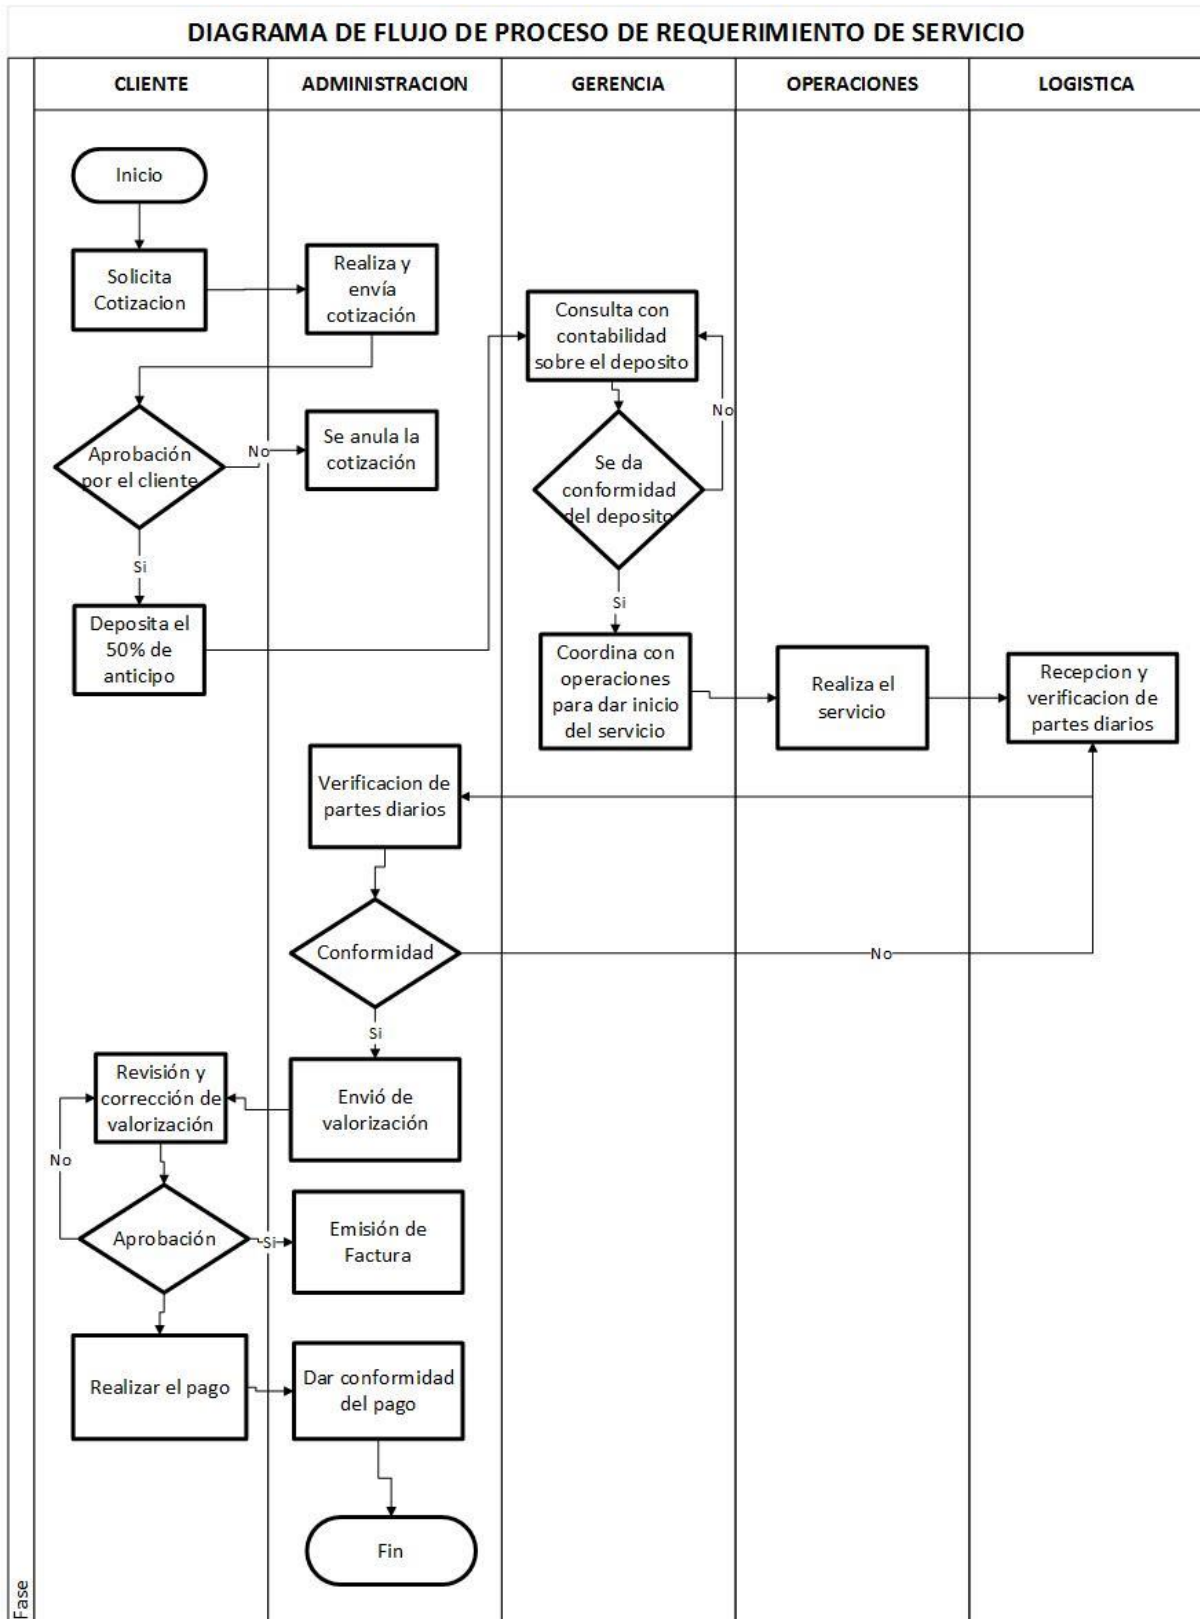 DIAGRAMA DE FLUJO DE PROCESO DE REQUERIMIENTO DE SERVICIO
CLIENTE
ADMINISTRACION
GERENCIA
OPERACIONES
LOGISTICA
Inicio
Solicita
Cotizacion
Realiza y
envía
cotización
Consulta con
contabilidad
sobre el deposito
No
Aprobación
por el cliente
No
Se anula la
cotización
Se da
conformidad
del deposito
Si
Si
Deposita el
50% de
anticipo
Coordina con
operaciones
para dar inicio
del servicio
Realiza el
servicio
Recepcion y
verificacion de
partes diarios
Verificacion de
partes diarios
Conformidad
No
Si
Revisión y
corrección de
valorización
Envió de
valorización
No
Aprobación
Si
Emisión de
Factura
Realizar el pago
Dar conformidad
del pago
Fin
Fase